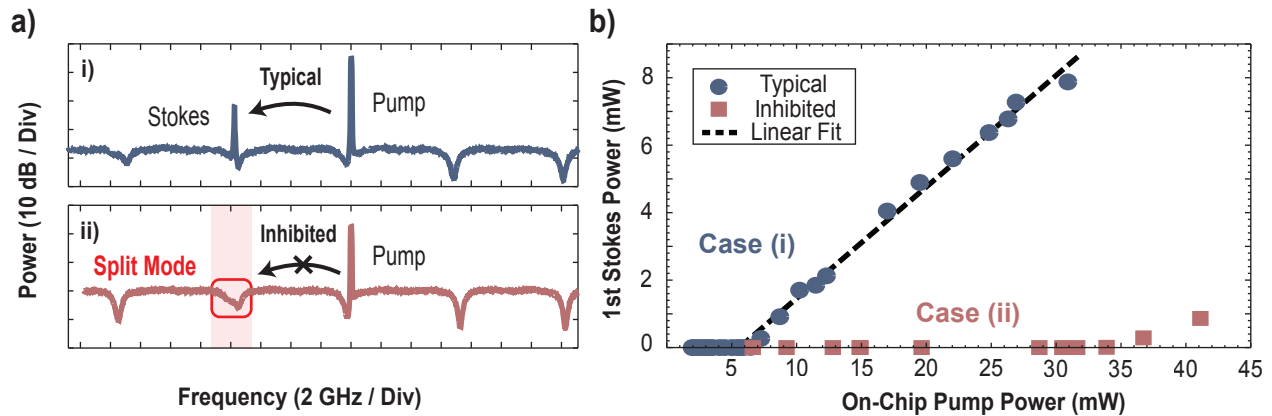 a)
i)
Typical
Stokes
Pump
ii)
Inhibited
Split Mode
Pump
Power (10 dB / Div)
Frequency (2 GHz / Div)
b)
Typical
Inhibited
Linear Fit
Case (i)
Case (ii)
1st Stokes Power (mW)
8
6
4
2
0
5 10 15 20 25 30 35 40 45
On-Chip Pump Power (mW)